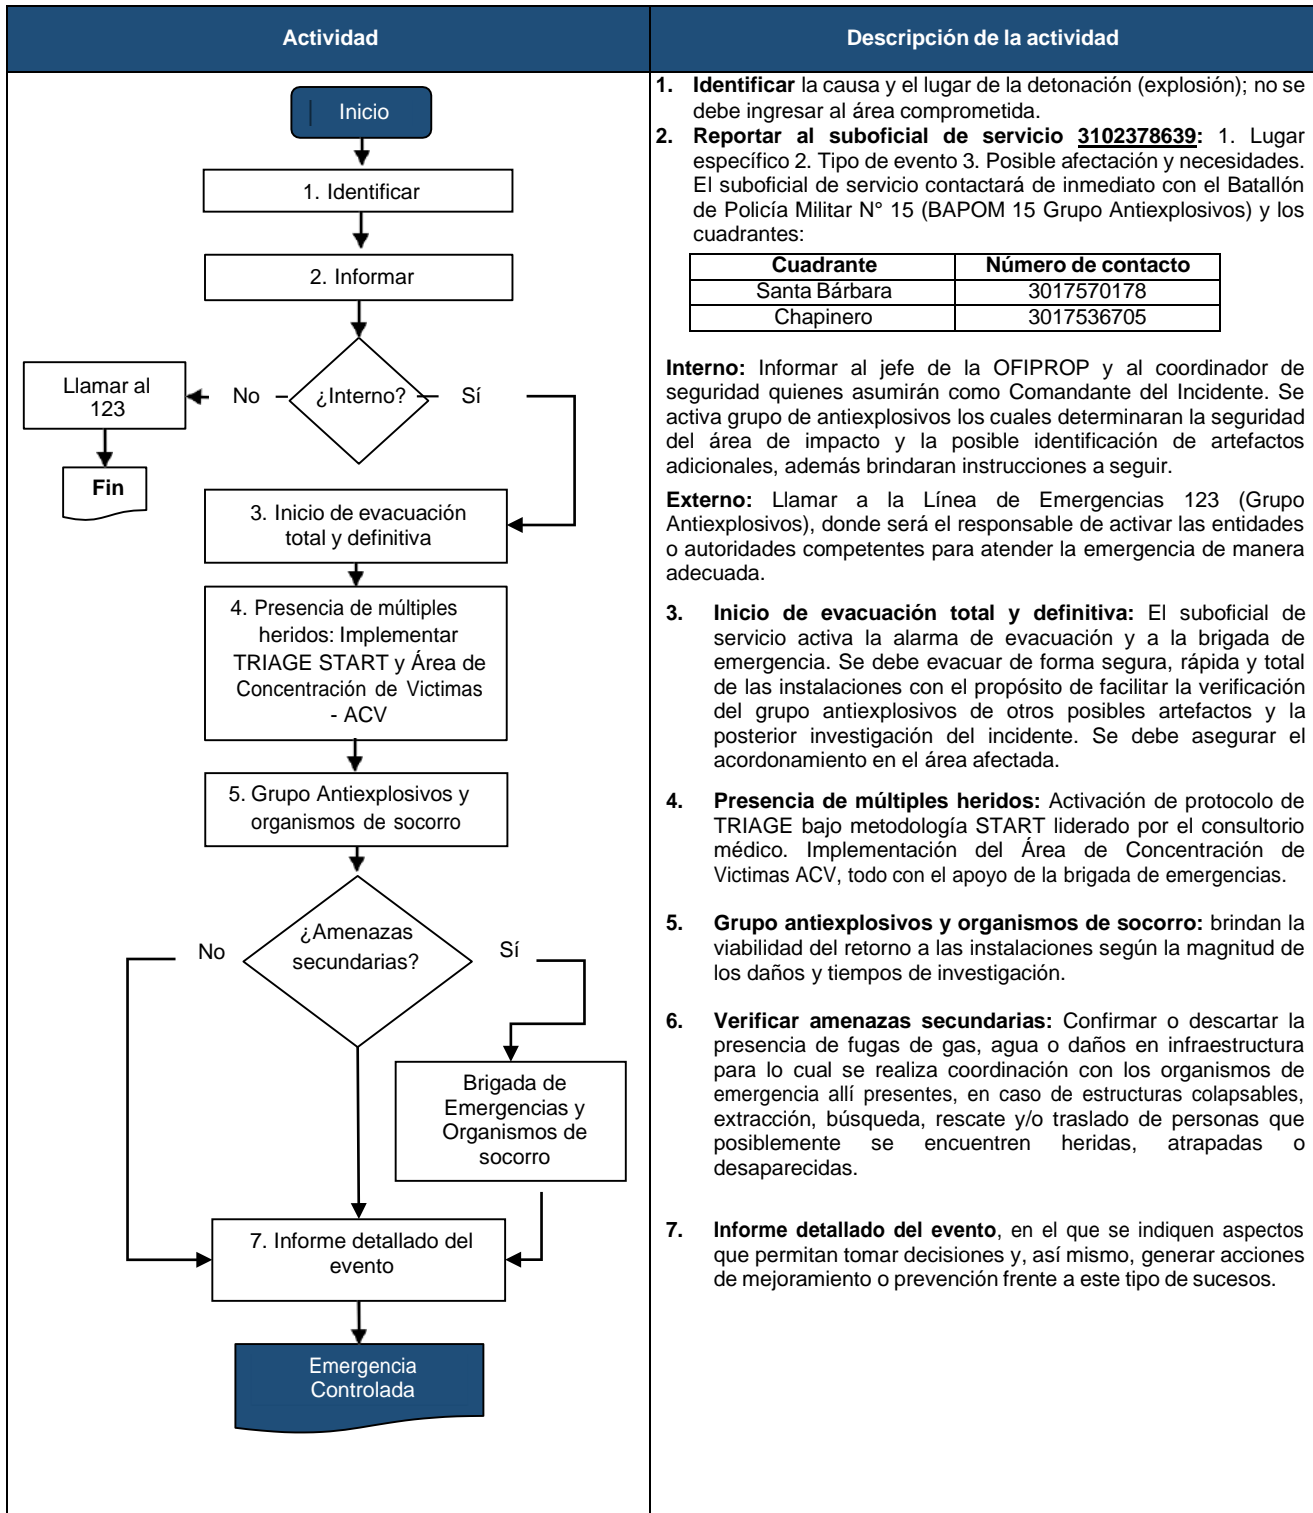 Actividad
Descripción de la actividad
Inicio
1. Identificar
2. Informar
¿Interno?
No
Sí
Llamar al
123
Fin
3. Inicio de evacuación
total y definitiva
4. Presencia de múltiples
heridos: Implementar
TRIAGE START y Área de
Concentración de Victimas
- ACV
5. Grupo Antiexplosivos y
organismos de socorro
¿Amenazas
secundarias?
No
Sí
Brigada de
Emergencias y
Organismos de
socorro
7. Informe detallado del
evento
Emergencia
Controlada
1. Identificar la causa y el lugar de la detonación (explosión); no se
debe ingresar al área comprometida.
2. Reportar al suboficial de servicio 3102378639: 1. Lugar
específico 2. Tipo de evento 3. Posible afectación y necesidades.
El suboficial de servicio contactará de inmediato con el Batallón
de Policía Militar N° 15 (BAPOM 15 Grupo Antiexplosivos) y los
cuadrantes:
Cuadrante Número de contacto
Santa Bárbara 3017570178
Chapinero 3017536705
Interno: Informar al jefe de la OFIPROP y al coordinador de
seguridad quienes asumirán como Comandante del Incidente. Se
activa grupo de antiexplosivos los cuales determinaran la seguridad
del área de impacto y la posible identificación de artefactos
adicionales, además brindaran instrucciones a seguir.
Externo: Llamar a la Línea de Emergencias 123 (Grupo
Antiexplosivos), donde será el responsable de activar las entidades
o autoridades competentes para atender la emergencia de manera
adecuada.
3. Inicio de evacuación total y definitiva: El suboficial de
servicio activa la alarma de evacuación y a la brigada de
emergencia. Se debe evacuar de forma segura, rápida y total
de las instalaciones con el propósito de facilitar la verificación
del grupo antiexplosivos de otros posibles artefactos y la
posterior investigación del incidente. Se debe asegurar el
acordonamiento en el área afectada.
4. Presencia de múltiples heridos: Activación de protocolo de
TRIAGE bajo metodología START liderado por el consultorio
médico. Implementación del Área de Concentración de
Victimas ACV, todo con el apoyo de la brigada de emergencias.
5. Grupo antiexplosivos y organismos de socorro: brindan la
viabilidad del retorno a las instalaciones según la magnitud de
los daños y tiempos de investigación.
6. Verificar amenazas secundarias: Confirmar o descartar la
presencia de fugas de gas, agua o daños en infraestructura
para lo cual se realiza coordinación con los organismos de
emergencia allí presentes, en caso de estructuras colapsables,
extracción, búsqueda, rescate y/o traslado de personas que
posiblemente se encuentren heridas, atrapadas o
desaparecidas.
7. Informe detallado del evento, en el que se indiquen aspectos
que permitan tomar decisiones y, así mismo, generar acciones
de mejoramiento o prevención frente a este tipo de sucesos.